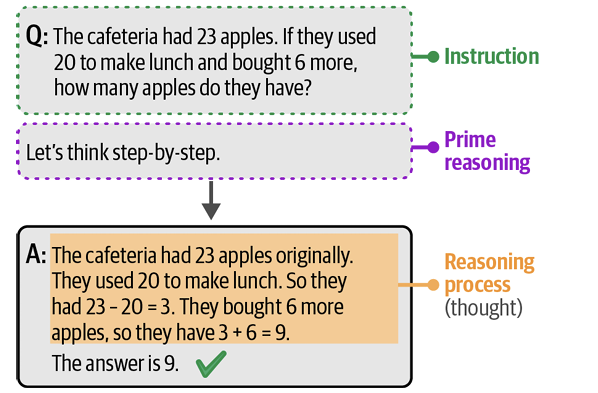 Q: The cafeteria had 23 apples. If they used
20 to make lunch and bought 6 more,
how many apples do they have?
Instruction
Let's think step-by-step.
Prime
reasoning
A: The cafeteria had 23 apples originally.
They used 20 to make lunch. So they
had 23 – 20 = 3. They bought 6 more
apples, so they have 3 + 6 = 9.
The answer is 9.
Reasoning
process
(thought)